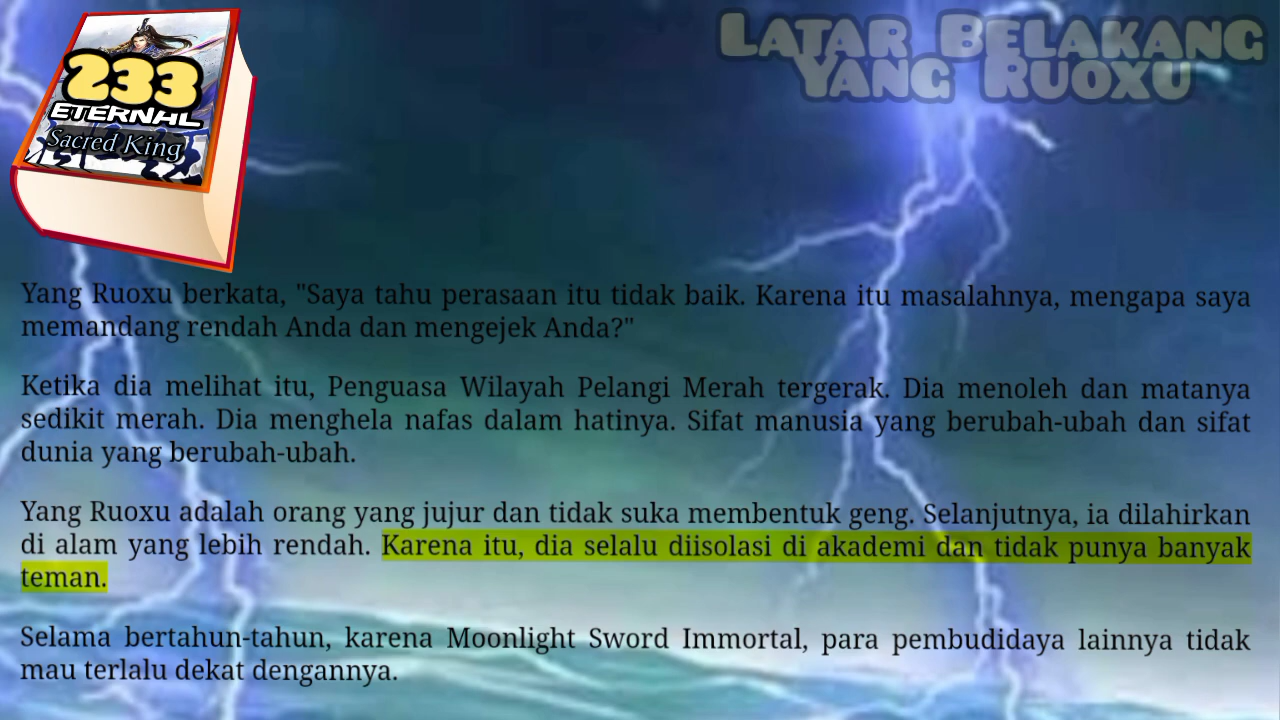 233
ETERNAL
Sacred King
LATAR BELAKANG
YANG RUOXU
Yang Ruoxu berkata, "Saya tahu perasaan itu tidak baik. Karena itu masalahnya, mengapa saya
memandang rendah Anda dan mengejek Anda?"
Ketika dia melihat itu, Penguasa Wilayah Pelangi Merah tergerak. Dia menoleh dan matanya
sedikit merah. Dia menghela nafas dalam hatinya. Sifat manusia yang berubah-ubah dan sifat
dunia yang berubah-ubah.
Yang Ruoxu adalah orang yang jujur dan tidak suka membentuk geng. Selanjutnya, ia dilahirkan
di alam yang lebih rendah. Karena itu, dia selalu diisolasi di akademi dan tidak punya banyak
teman.
Selama bertahun-tahun, karena Moonlight Sword Immortal, para pembudidaya lainnya tidak
mau terlalu dekat dengannya.